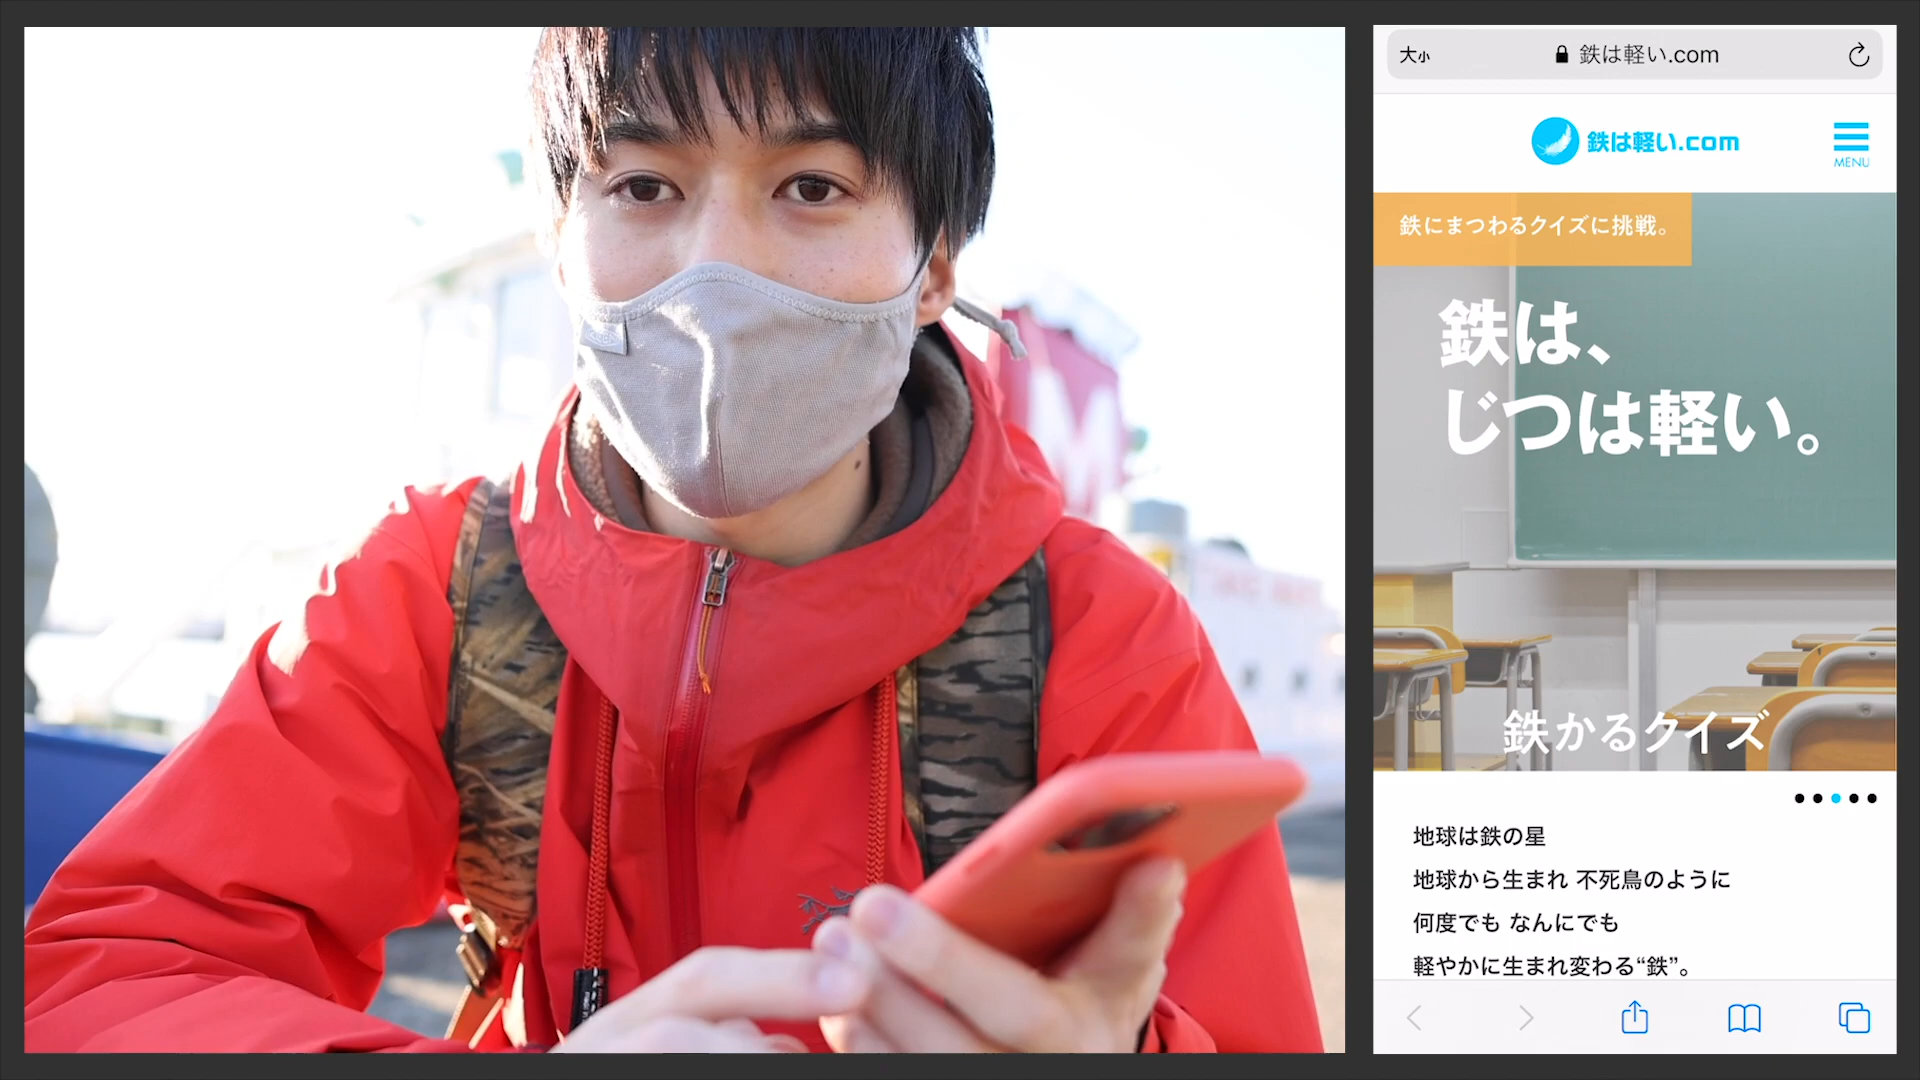 大小
鉄は軽い.com
鉄は軽い.com
MENU
鉄にまつわるクイズに挑戦。
鉄は、
じつは軽い。
鉄かるクイズ
地球は鉄の星
地球から生まれ 不死鳥のように
何度でも なんにでも
軽やかに生まれ変わる“鉄”。